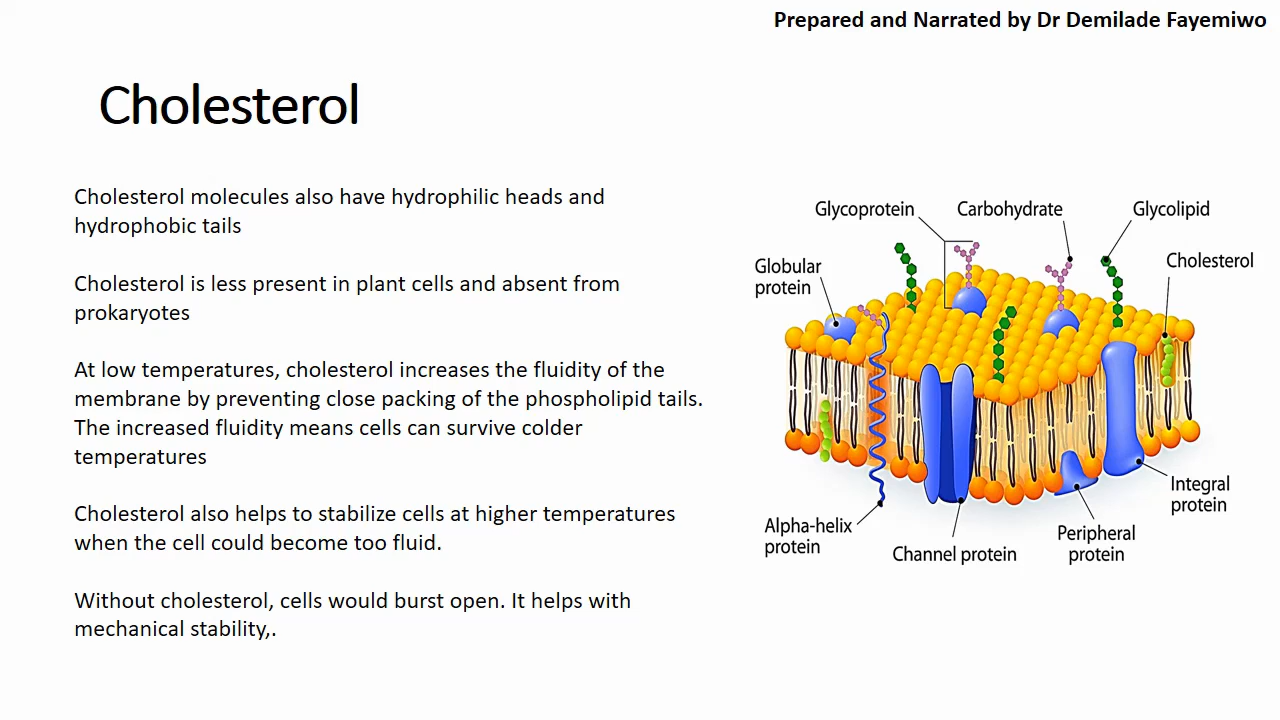 Prepared and Narrated by Dr Demilade Fayemiwo
Cholesterol
Cholesterol molecules also have hydrophilic heads and
hydrophobic tails
Cholesterol is less present in plant cells and absent from
prokaryotes
At low temperatures, cholesterol increases the fluidity of the
membrane by preventing close packing of the phospholipid tails.
The increased fluidity means cells can survive colder
temperatures
Cholesterol also helps to stabilize cells at higher temperatures
when the cell could become too fluid.
Without cholesterol, cells would burst open. It helps with
mechanical stability,.
Glycoprotein
Carbohydrate
Glycolipid
Globular
protein
Cholesterol
Alpha-helix
protein
Channel protein
Peripheral
protein
Integral
protein